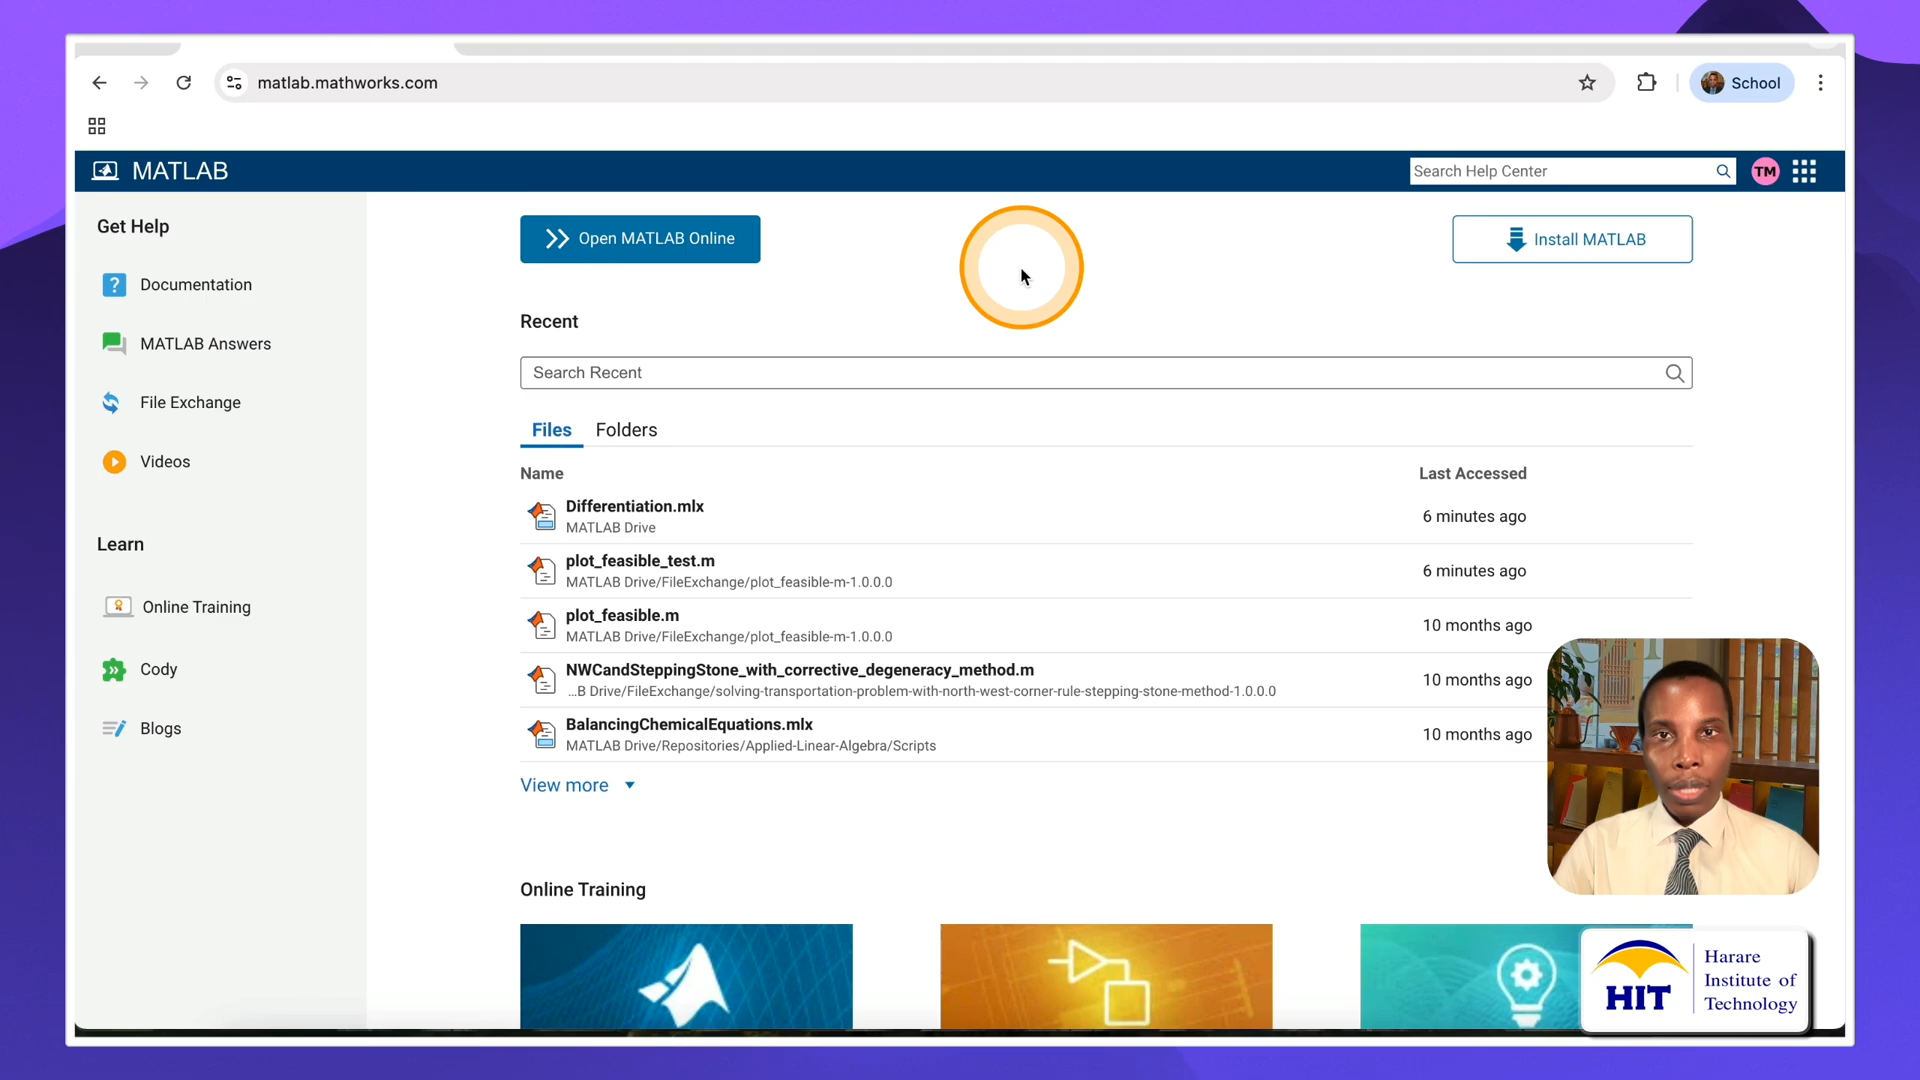 matlab.mathworks.com
School
MATLAB
Search Help Center
TM
Get Help
Documentation
MATLAB Answers
File Exchange
Videos
Learn
Online Training
Cody
Blogs
Open MATLAB Online
Install MATLAB
Recent
Search Recent
Files
Folders
Name
Last Accessed
Differentiation.mlx
MATLAB Drive
6 minutes ago
plot_feasible_test.m
MATLAB Drive/FileExchange/plot_feasible-m-1.0.0.0
6 minutes ago
plot_feasible.m
MATLAB Drive/FileExchange/plot_feasible-m-1.0.0.0
10 months ago
NWCandSteppingStone_with_corrective_degeneracy_method.m
...B Drive/FileExchange/solving-transportation-problem-with-north-west-corner-rule-stepping-stone-method-1.0.0.0
10 months ago
BalancingChemicalEquations.mlx
MATLAB Drive/Repositories/Applied-Linear-Algebra/Scripts
10 months ago
View more
Online Training
HIT
Harare
Institute of
Technology